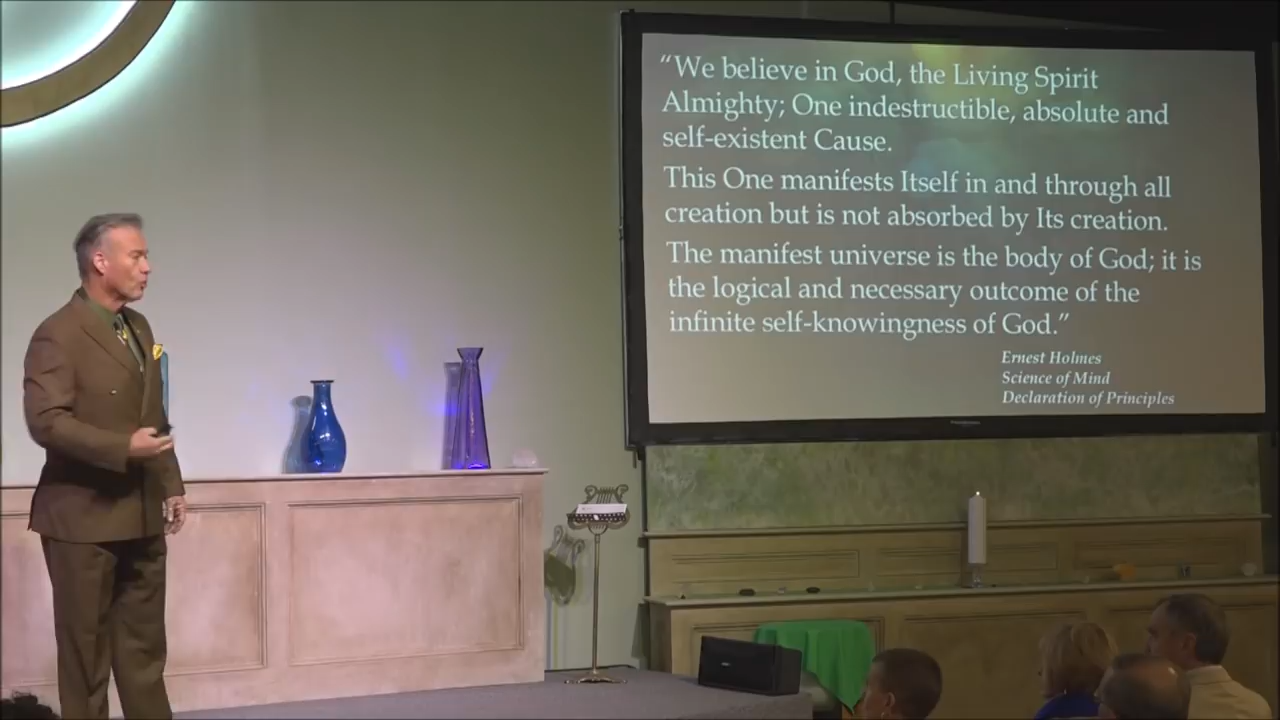 “We believe in God, the Living Spirit
Almighty; One indestructible, absolute and
self-existent Cause.
This One manifests Itself in and through all
creation but is not absorbed by Its creation.
The manifest universe is the body of God; it is
the logical and necessary outcome of the
infinite self-knowingness of God.”
Ernest Holmes
Science of Mind
Declaration of Principles